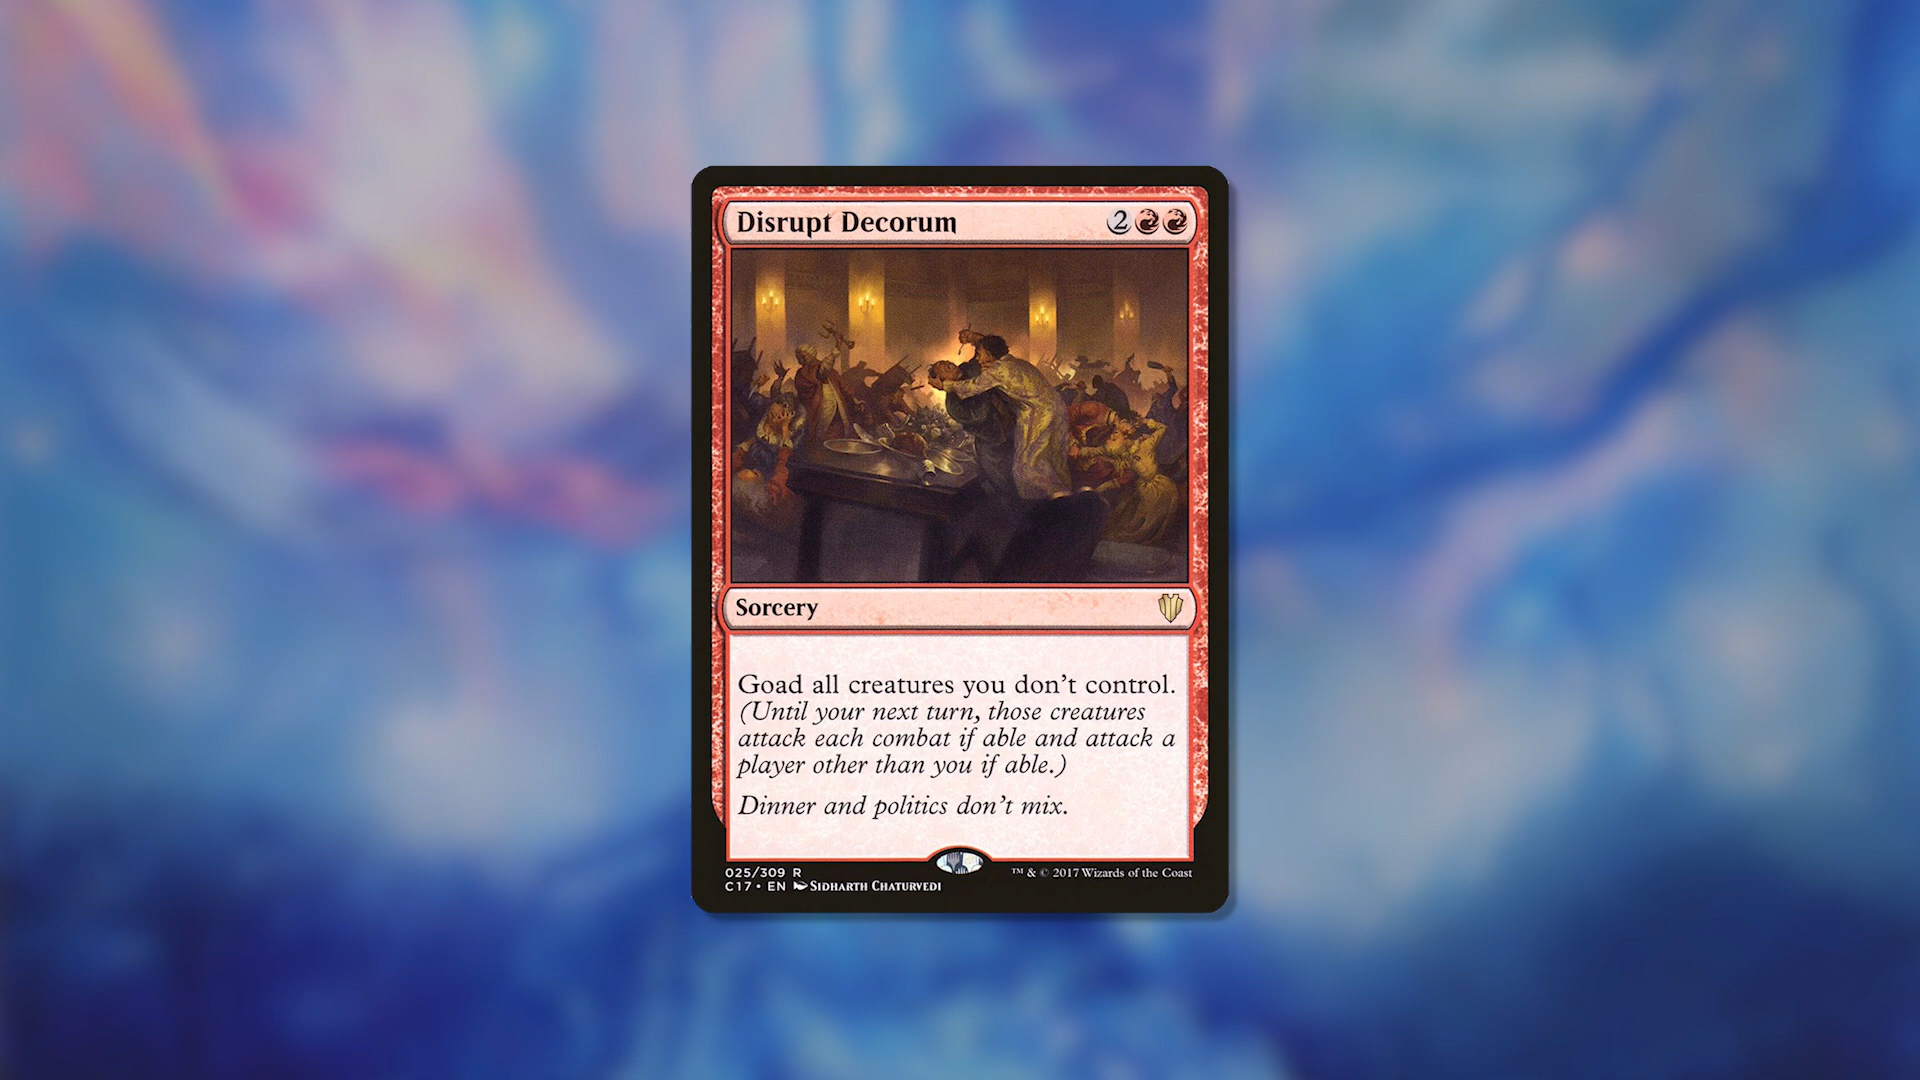 Disrupt Decorum 2
Sorcery
Goad all creatures you don't control.
(Until your next turn, those creatures
attack each combat if able and attack a
player other than you if able.)
Dinner and politics don't mix.
025/309 R
C17 • EN SIDHARTH CHATURVEDI
™ & © 2017 Wizards of the Coast